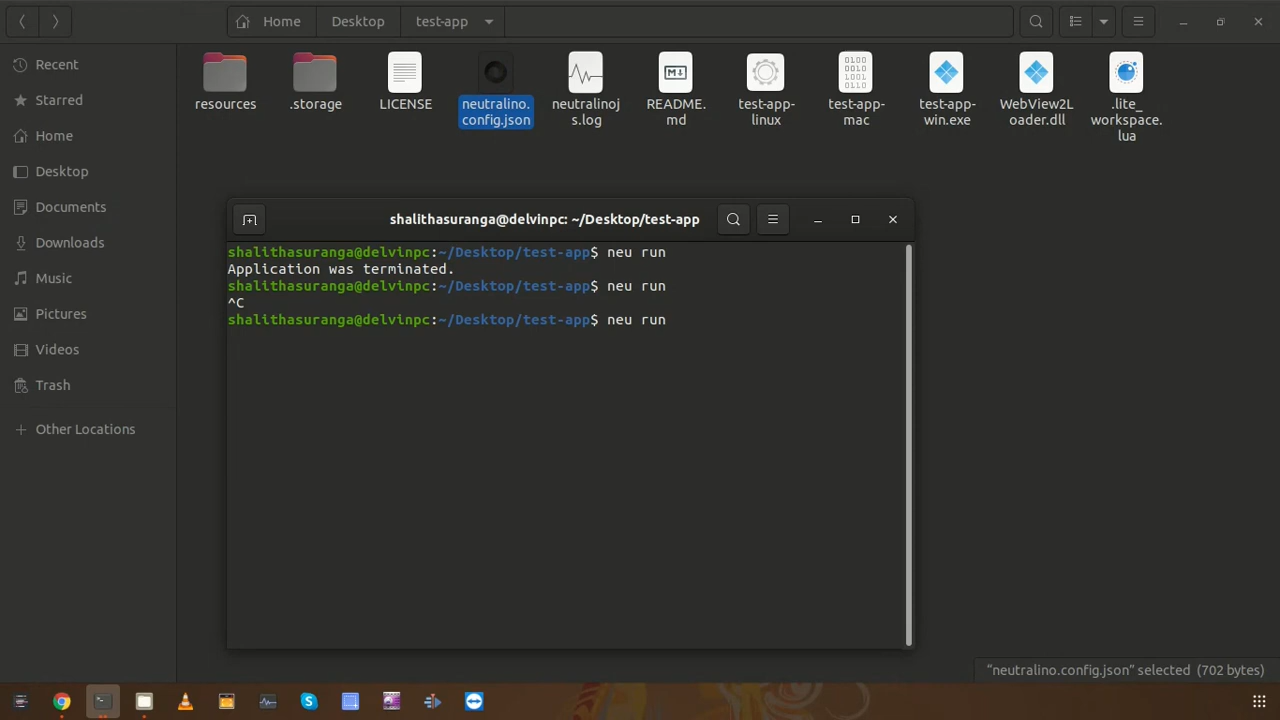 Home
Desktop
test-app
Recent
Starred
Home
Desktop
Documents
Downloads
Music
Pictures
Videos
Trash
Other Locations
resources
.storage
LICENSE
neutralino.
config.json
neutralinoj
s.log
README.
md
test-app-
linux
test-app-
mac
test-app-
win.exe
WebView2L
oader.dll
.lite_
workspace.
lua
shalithasuranga@delvinpc: ~/Desktop/test-app
shalithasuranga@delvinpc:~/Desktop/test-app$ neu run
Application was terminated.
shalithasuranga@delvinpc:~/Desktop/test-app$ neu run
^C
shalithasuranga@delvinpc:~/Desktop/test-app$ neu run
“neutralino.config.json” selected (702 bytes)